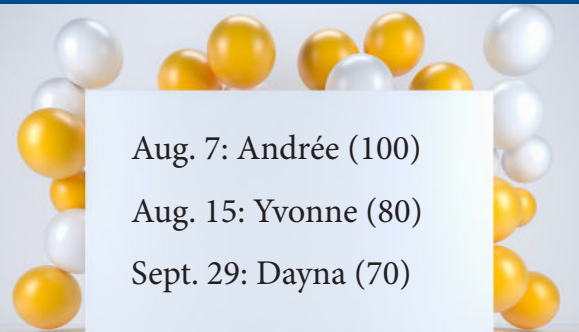 Aug. 7: Andrée (100)
Aug. 15: Yvonne (80)
Sept. 29: Dayna (70)